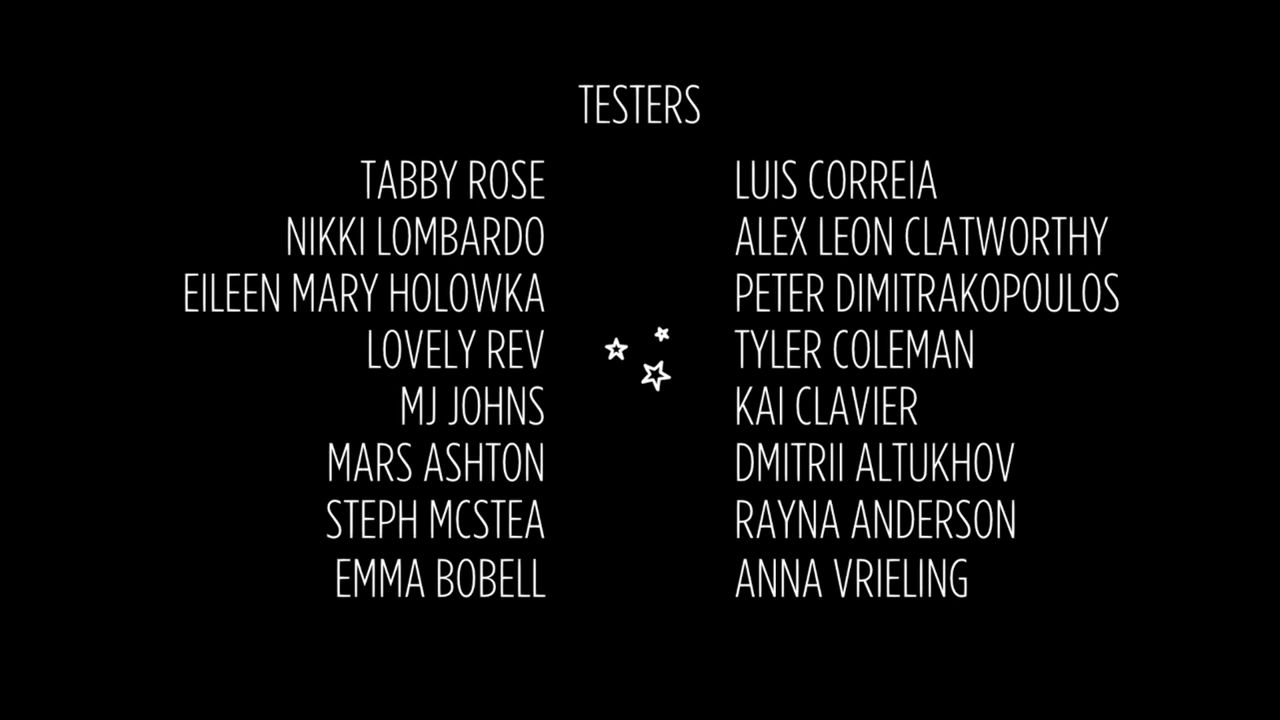 TESTERS
TABBY ROSE
NIKKI LOMBARDO
EILEEN MARY HOLOWKA
LOVELY REV
MJ JOHNS
MARS ASHTON
STEPH MCSTEA
EMMA BOBELL
LUIS CORREIA
ALEX LEON CLATWORTHY
PETER DIMITRAKOPOULOS
TYLER COLEMAN
KAI CLAVIER
DMITRII ALTUKHOV
RAYNA ANDERSON
ANNA VRIELING